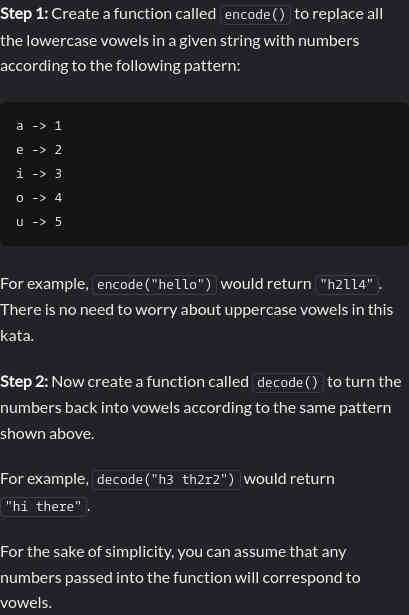 Step 1: Create a function called encode() to replace all
the lowercase vowels in a given string with numbers
according to the following pattern:
a -> 1
e -> 2
i -> 3
o -> 4
u -> 5
For example, encode("hello") would return "h2ll4".
There is no need to worry about uppercase vowels in this
kata.
Step 2: Now create a function called decode() to turn the
numbers back into vowels according to the same pattern
shown above.
For example, decode("h3 th2r2") would return
"hi there".
For the sake of simplicity, you can assume that any
numbers passed into the function will correspond to
vowels.